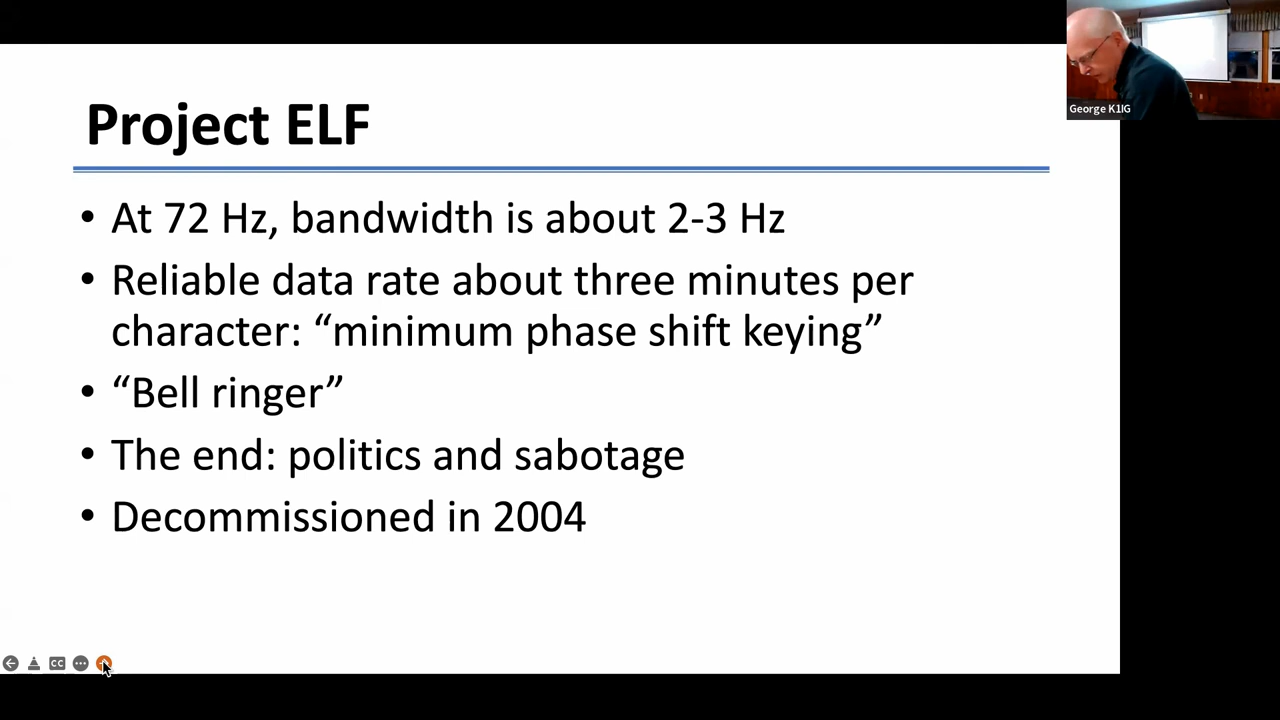 Project ELF
• At 72 Hz, bandwidth is about 2-3 Hz
• Reliable data rate about three minutes per
character: “minimum phase shift keying”
• “Bell ringer”
• The end: politics and sabotage
• Decommissioned in 2004
George K1IG
CC